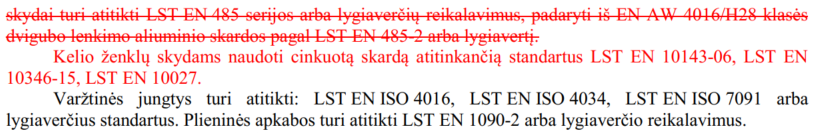 skydai turi atitikti LST EN 485 serijos arba lygiaverčių reikalavimus, padaryti iš EN AW 4016/H28 klasės
dvigubo lenkimo aliuminio skardos pagal LST EN 485-2 arba lygiavertį.
Kelio ženklų skydams naudoti cinkuotą skardą atitinkančią standartus LST EN 10143-06, LST EN
10346-15, LST EN 10027.
Varžtinės jungtys turi atitikti: LST EN ISO 4016, LST EN ISO 4034, LST EN ISO 7091 arba
lygiaverčius standartus. Plieninės apkabos turi atitikti LST EN 1090-2 arba lygiaverčio reikalavimus.